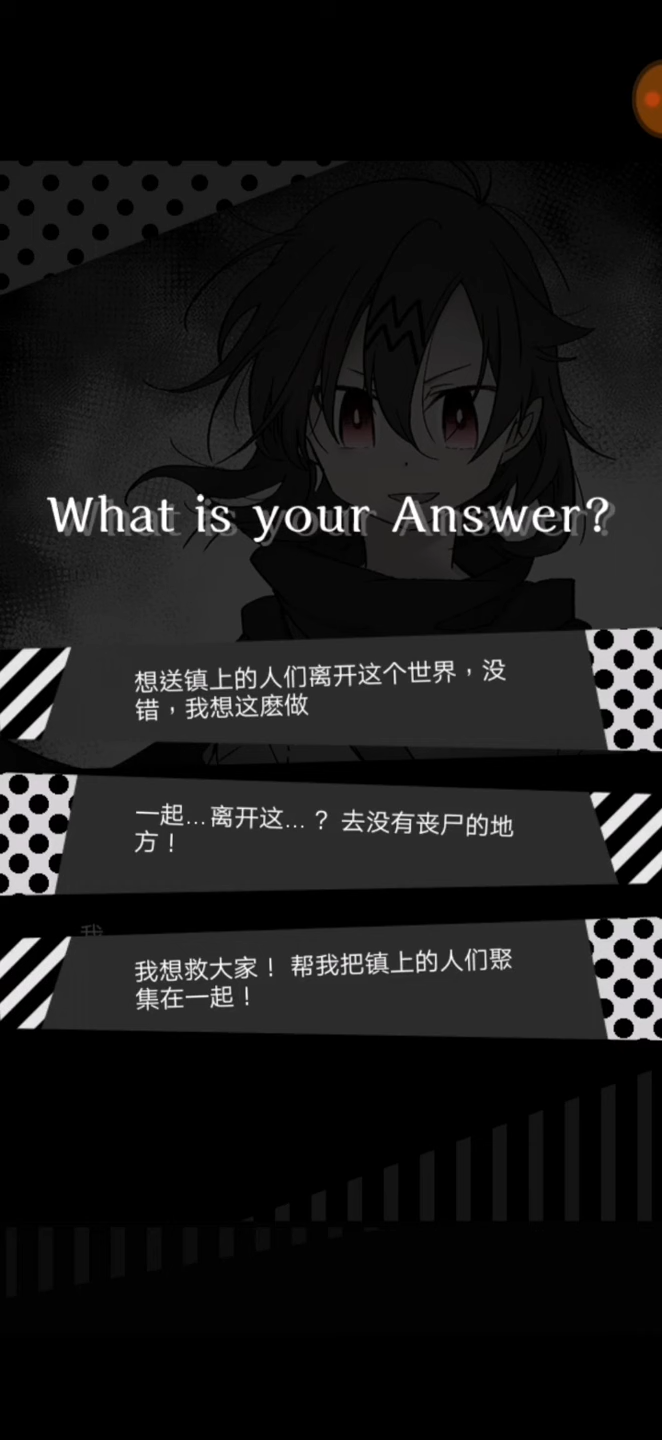 What is your Answer?
想送镇上的人们离开这个世界，没
错，我想这麽做
一起…离开这…？ 去没有丧尸的地
方！
我
我想救大家！ 帮我把镇上的人们聚
集在一起！